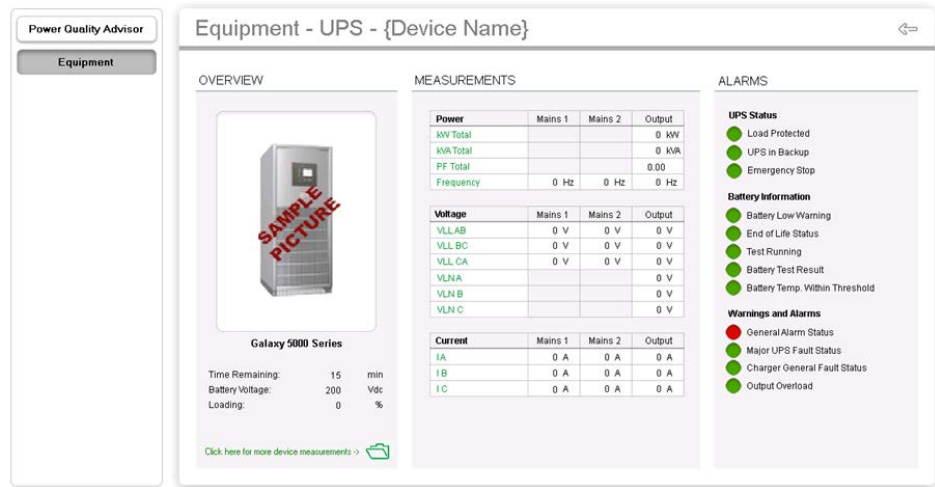 Power Quality Advisor
Equipment
Equipment - UPS - {Device Name}
OVERVIEW
SAMPLE
PICTURE
Galaxy 5000 Series
Time Remaining: 15 min
Battery Voltage: 200 Vdc
Loading: 0 %
Click here for more device measurements ->
MEASUREMENTS
Power Mains 1 Mains 2 Output
kW Total 0 kW
kVA Total 0 kVA
PF Total 0.00
Frequency 0 Hz 0 Hz 0 Hz
Voltage Mains 1 Mains 2 Output
VLL AB 0 V 0 V 0 V
VLL BC 0 V 0 V 0 V
VLL CA 0 V 0 V 0 V
VLN A 0 V
VLN B 0 V
VLN C 0 V
Current Mains 1 Mains 2 Output
I A 0 A 0 A 0 A
I B 0 A 0 A 0 A
I C 0 A 0 A 0 A
ALARMS
UPS Status
Load Protected
UPS in Backup
Emergency Stop
Battery Information
Battery Low Warning
End of Life Status
Test Running
Battery Test Result
Battery Temp. Within Threshold
Warnings and Alarms
General Alarm Status
Major UPS Fault Status
Charger General Fault Status
Output Overload